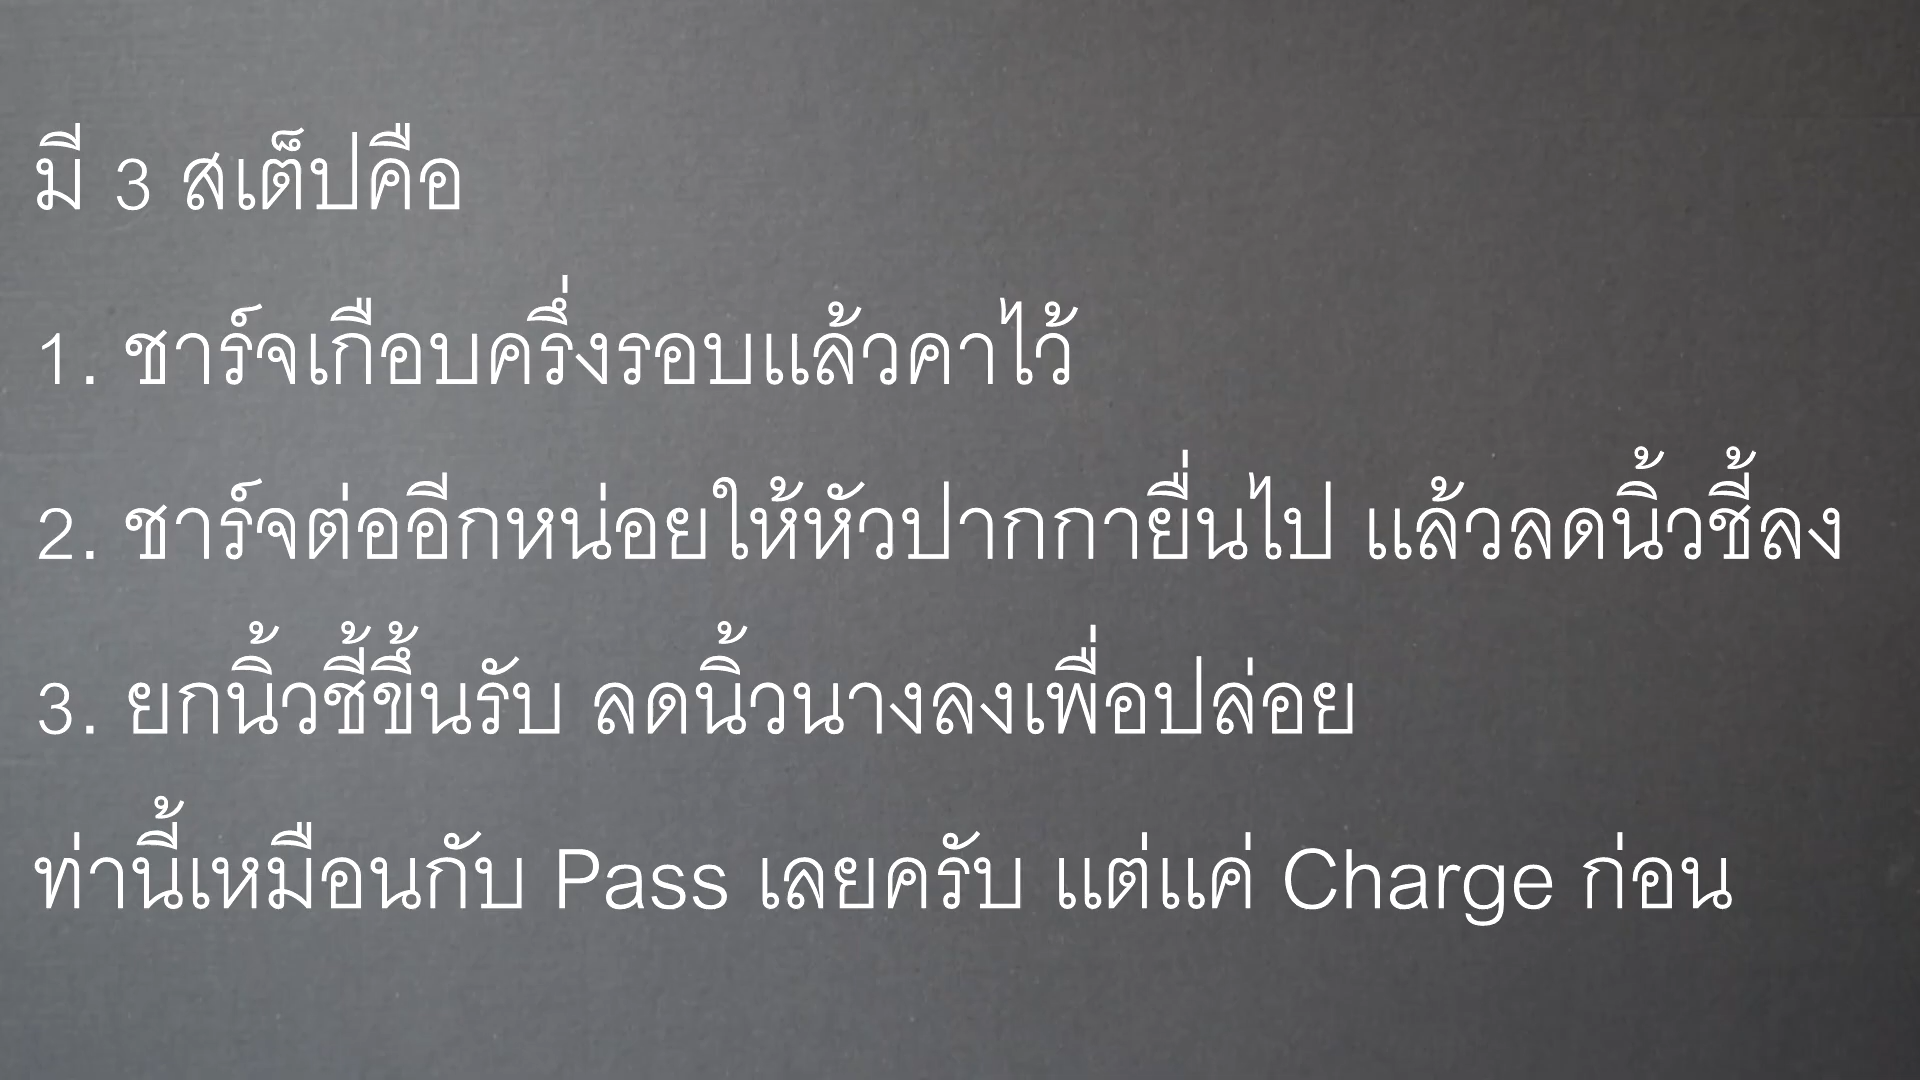 มี 3 สเต็ปคือ
1. ชาร์จเกือบครึ่งรอบแล้วคาไว้
2. ชาร์จต่ออีกหน่อยให้หัวปากกายื่นไป แล้วลดนิ้วชี้ลง
3. ยกนิ้วชี้ขึ้นรับ ลดนิ้วนางลงเพื่อปล่อย
ท่านี้เหมือนกับ Pass เลยครับ แต่แค่ Charge ก่อน